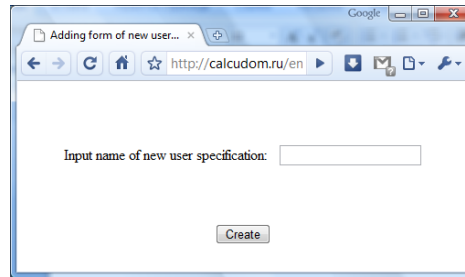 Google
Adding form of new user...
http://calcudom.ru/en
Input name of new user specification:
Create